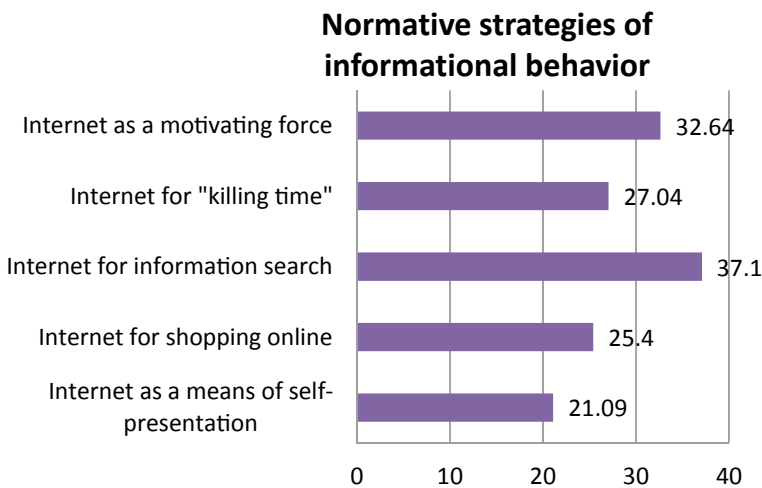 Normative strategies of
informational behavior
Internet as a motivating force
32.64
Internet for "killing time"
27.04
Internet for information search
37.1
Internet for shopping online
25.4
Internet as a means of self-
presentation
21.09
0 10 20 30 40